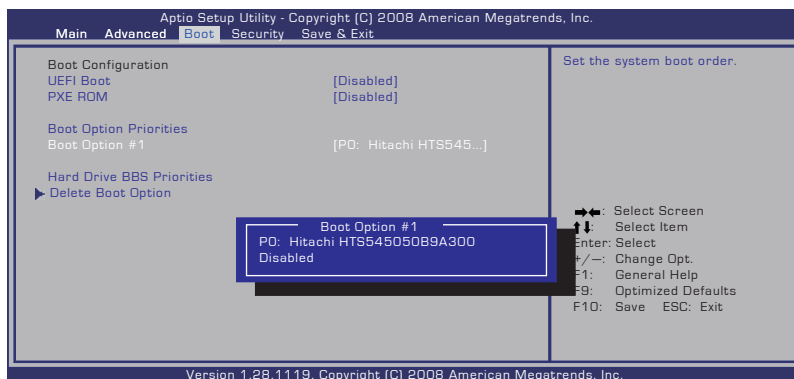 Aptio Setup Utility - Copyright (C) 2008 American Megatrends, Inc.
Main Advanced Boot Security Save & Exit
Boot Configuration
UEFI Boot [Disabled]
PXE ROM [Disabled]
Boot Option Priorities
Boot Option #1 [P0: Hitachi HTS545...]
Hard Drive BBS Priorities
Delete Boot Option
Boot Option #1
P0: Hitachi HTS545050B9A300
Disabled
Set the system boot order.
→←: Select Screen
↑↓: Select Item
Enter: Select
+/—: Change Opt.
F1: General Help
F9: Optimized Defaults
F10: Save ESC: Exit
Version 1.28.1119. Copyright (C) 2008 American Megatrends, Inc.